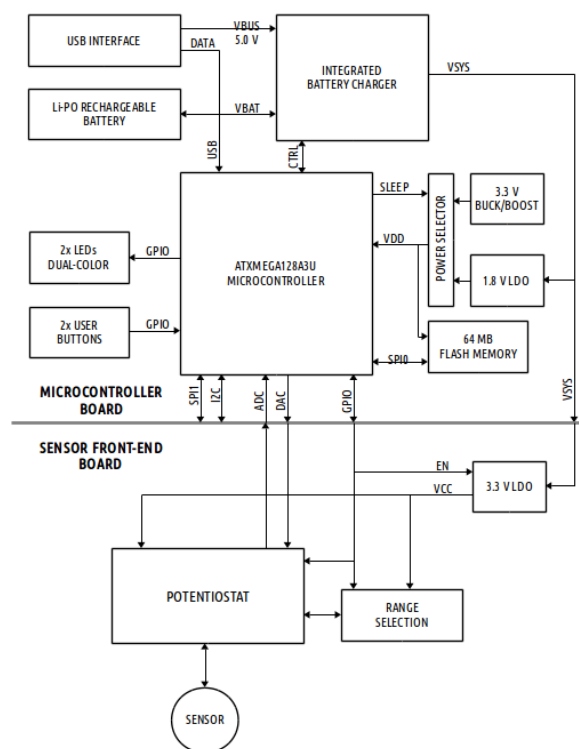 USB INTERFACE
VBUS
5.0 V
DATA
INTEGRATED
BATTERY CHARGER
VSYS
Li-PO RECHARGEABLE
BATTERY
VBAT
USB
CTRL
SLEEP
3.3 V
BUCK/BOOST
POWER SELECTOR
VDD
2x LEDs
DUAL-COLOR
GPIO
ATXMEGA128A3U
MICROCONTROLLER
1.8 V LDO
2x USER
BUTTONS
GPIO
64 MB
FLASH MEMORY
SPI0
MICROCONTROLLER
BOARD
SPI1
I2C
ADC
DAC
GPIO
VSYS
SENSOR FRONT-END
BOARD
EN
3.3 V LDO
VCC
POTENTIOSTAT
RANGE
SELECTION
SENSOR